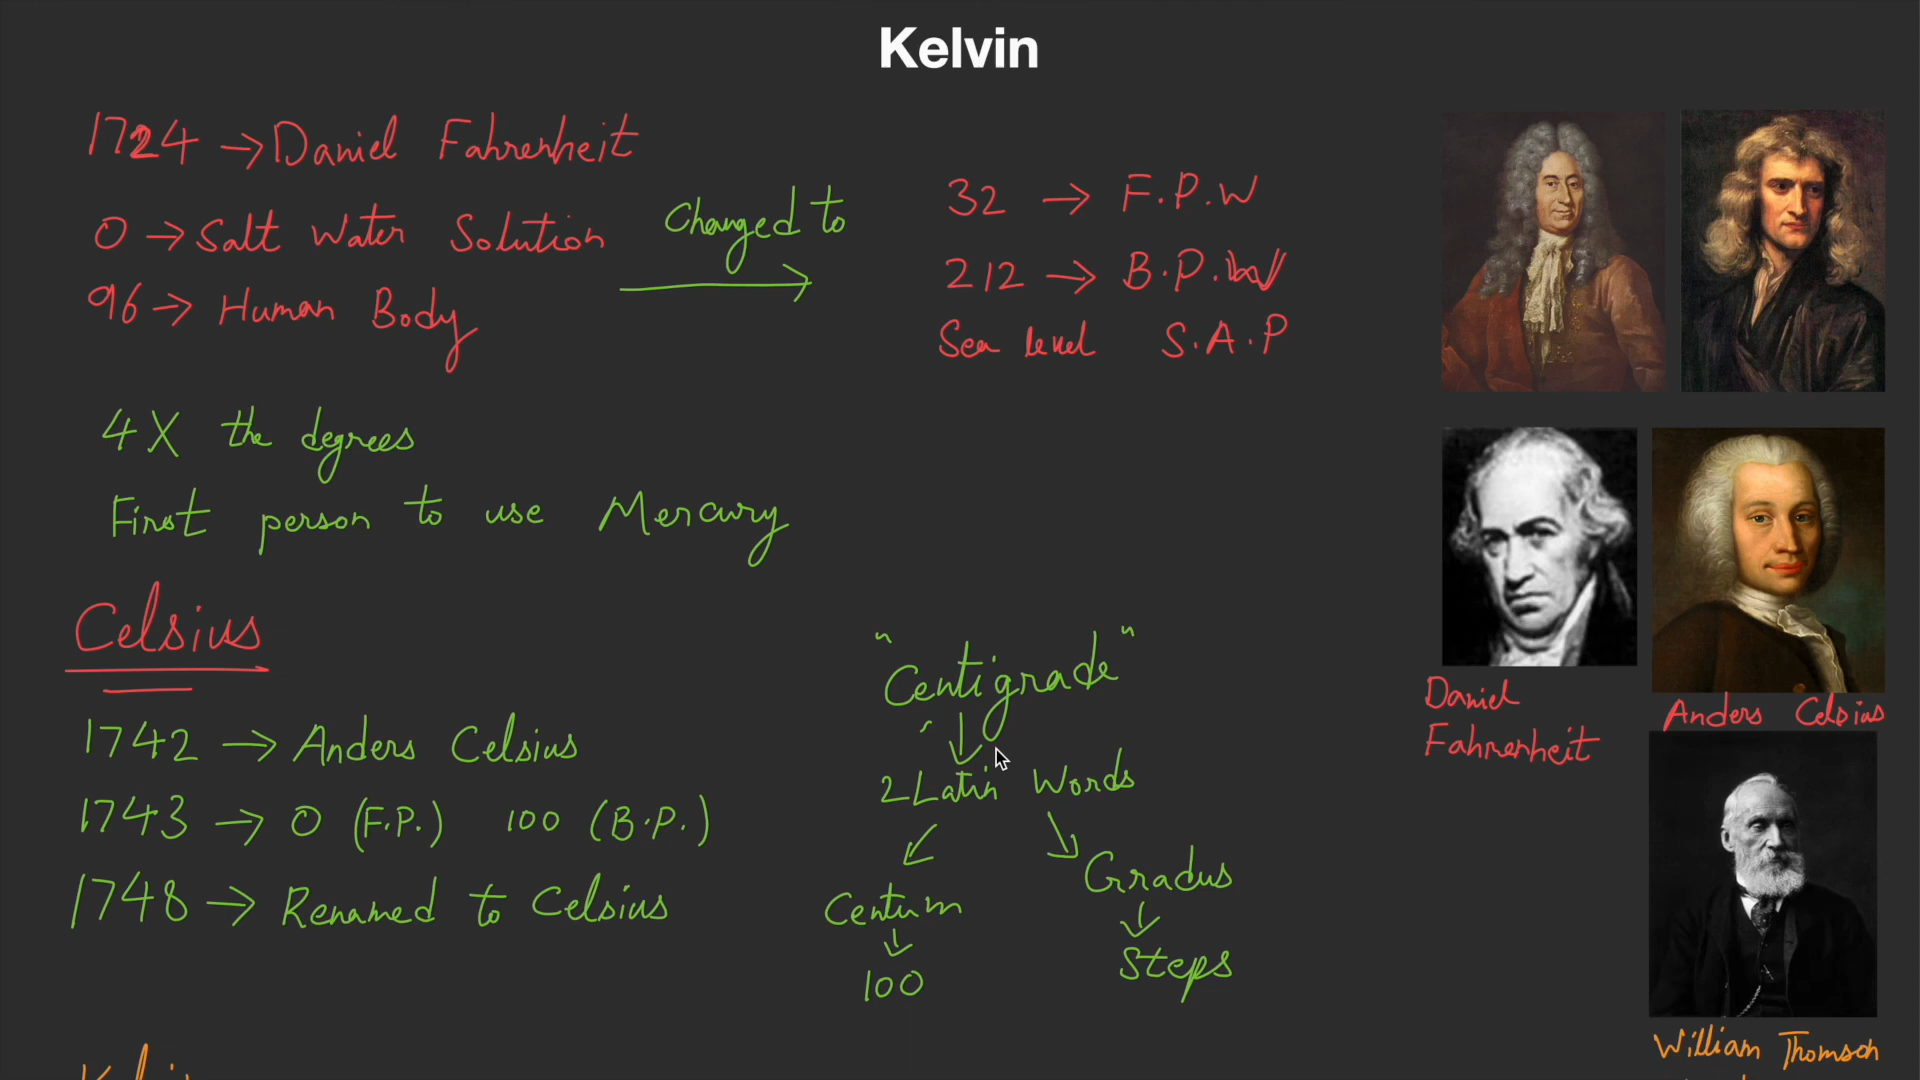 Kelvin
1724 → Daniel Fahrenheit
0 → Salt Water Solution
96 → Human Body
Changed to
32 → F.P.W
212 → B.P.W
Sea level S.A.P
4X the degrees
First person to use Mercury
Celsius
1742 → Anders Celsius
1743 → 0 (F.P.) 100 (B.P.)
1748 → Renamed to Celsius
"Centigrade"
2 Latin Words
Centum
100
Gradus
Steps
Daniel
Fahrenheit
Anders Celsius
William Thomson